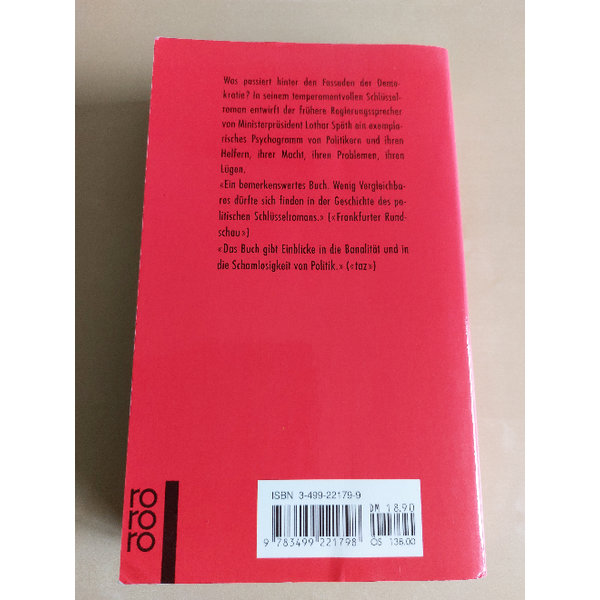 Was passiert hinter den Fassaden der Demo-
kratie? In seinem temperamentvollen Schlüssel-
roman entwirft der frühere Regierungssprecher
von Ministerpräsident Lothar Späth ein exempla-
risches Psychogramm von Politikern und ihren
Helfern, ihrer Macht, ihren Problemen, ihren
Lügen.
«Ein bemerkenswertes Buch. Wenig Vergleichba-
res dürfte sich finden in der Geschichte des po-
litischen Schlüsselromans.» («Frankfurter Rund-
schau»)
«Das Buch gibt Einblicke in die Banalität und in
die Schamlosigkeit von Politik.» («taz»)
ISBN 3-499-22179-9
DM 18.90
9 783499 221798
ÖS 138.00
ro
ro
ro